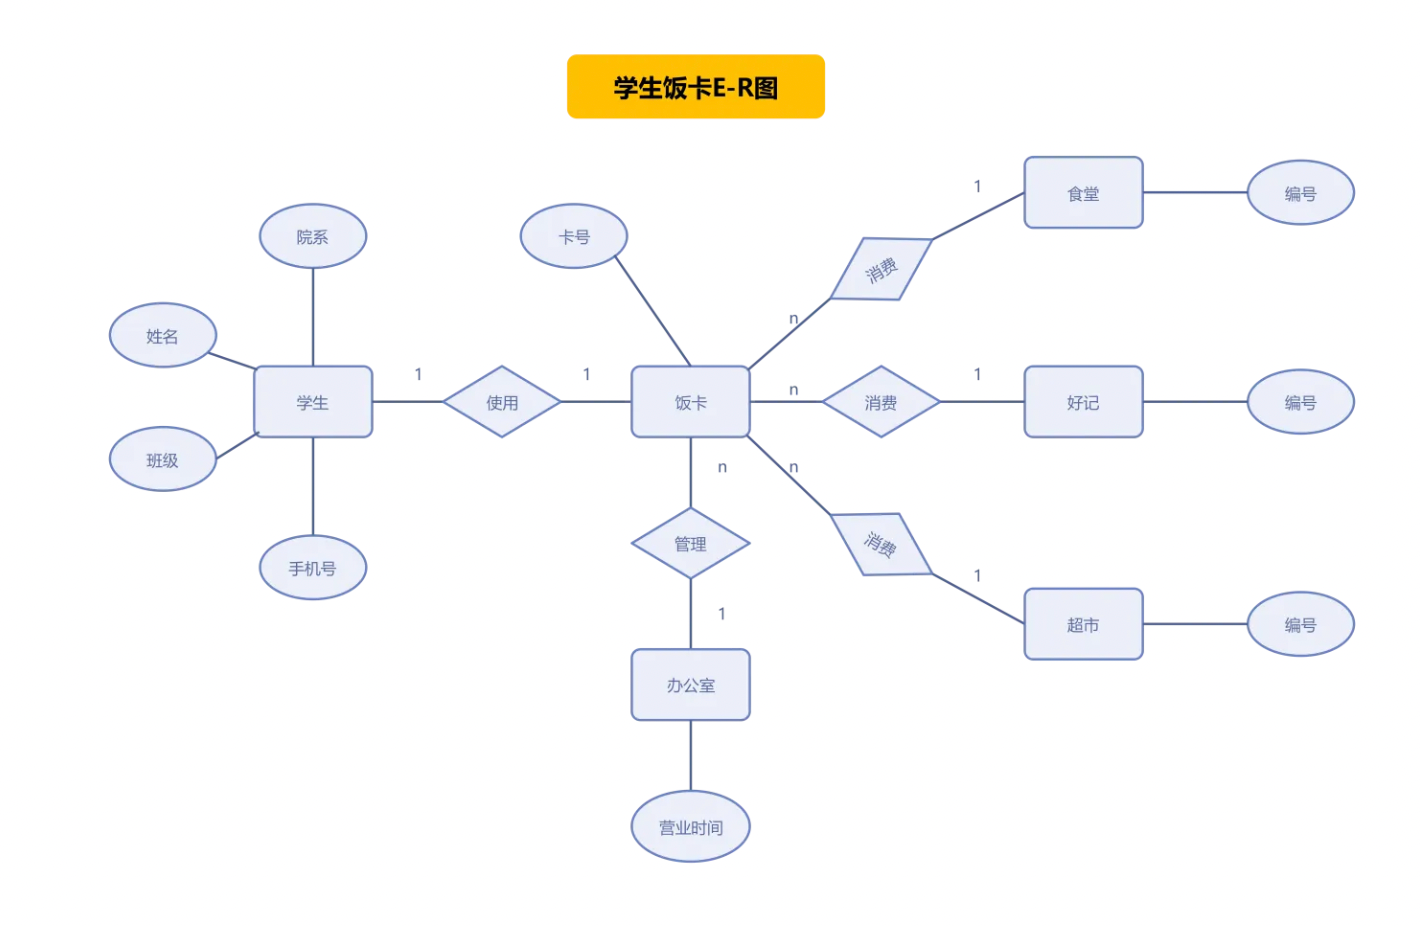 学生饭卡E-R图
1
食堂
编号
院系
卡号
消费
n
姓名
学生
1
使用
1
饭卡
n
消费
1
好记
编号
班级
n
n
管理
消费
手机号
1
1
超市
编号
办公室
营业时间